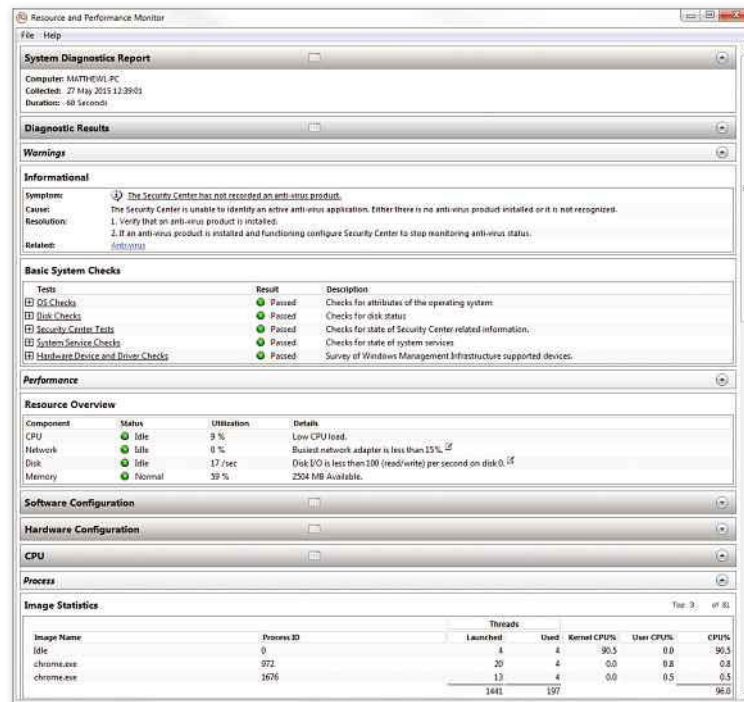 Resource and Performance Monitor
File Help
System Diagnostics Report
Computer: MATTHEWL-PC
Collected: 27 May 2015 12:39:01
Duration: 60 Seconds
Diagnostic Results
Warnings
Informational
Symptom: The Security Center has not recorded an anti-virus product.
Cause: The Security Center is unable to identify an active anti-virus application. Either there is no anti-virus product installed or it is not recognized.
Resolution: 1. Verify that an anti-virus product is installed.
2. If an anti-virus product is installed and functioning configure Security Center to stop monitoring anti-virus status.
Related: Antivirus
Basic System Checks
Tests Result Description
OS Checks Passed Checks for attributes of the operating system
Disk Checks Passed Checks for disk status
Security Center Tests Passed Checks for state of Security Center related information.
System Service Checks Passed Checks for state of system services
Hardware Device and Driver Checks Passed Survey of Windows Management Infrastructure supported devices.
Performance
Resource Overview
Component Status Utilization Details
CPU Idle 9 % Low CPU load.
Network Idle 0 % Busiest network adapter is less than 15%.
Disk Idle 17 /sec Disk I/O is less than 100 (read/write) per second on disk 0.
Memory Normal 59 % 2504 MB Available.
Software Configuration
Hardware Configuration
CPU
Process
Image Statistics Top: 3 of 81
Threads
Image Name Process ID Launched Used Kernel CPU% User CPU% CPU%
Idle 0 4 4 90.5 0.0 90.5
chrome.exe 972 20 4 0.0 0.8 0.8
chrome.exe 1676 13 4 0.0 0.5 0.5
1441 197 96.0